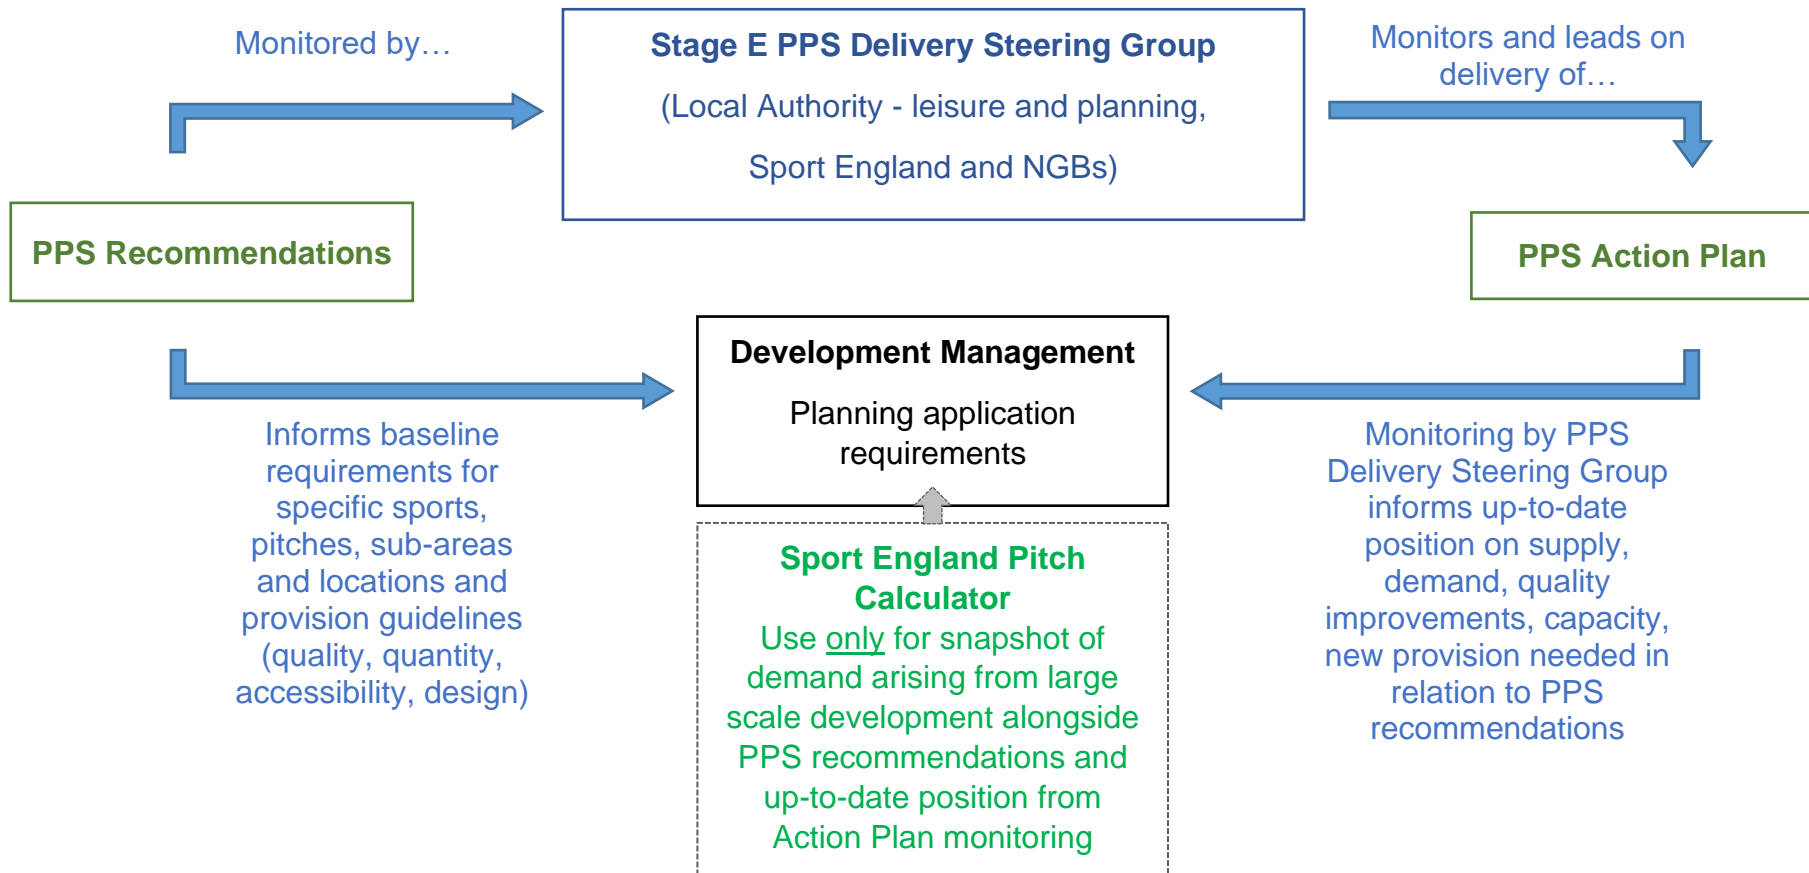 Monitored by…
Stage E PPS Delivery Steering Group
(Local Authority - leisure and planning,
Sport England and NGBs)
Monitors and leads on
delivery of…
PPS Recommendations
PPS Action Plan
Development Management
Planning application
requirements
Informs baseline
requirements for
specific sports,
pitches, sub-areas
and locations and
provision guidelines
(quality, quantity,
accessibility, design)
Sport England Pitch
Calculator
Use only for snapshot of
demand arising from large
scale development alongside
PPS recommendations and
up-to-date position from
Action Plan monitoring
Monitoring by PPS
Delivery Steering Group
informs up-to-date
position on supply,
demand, quality
improvements, capacity,
new provision needed in
relation to PPS
recommendations